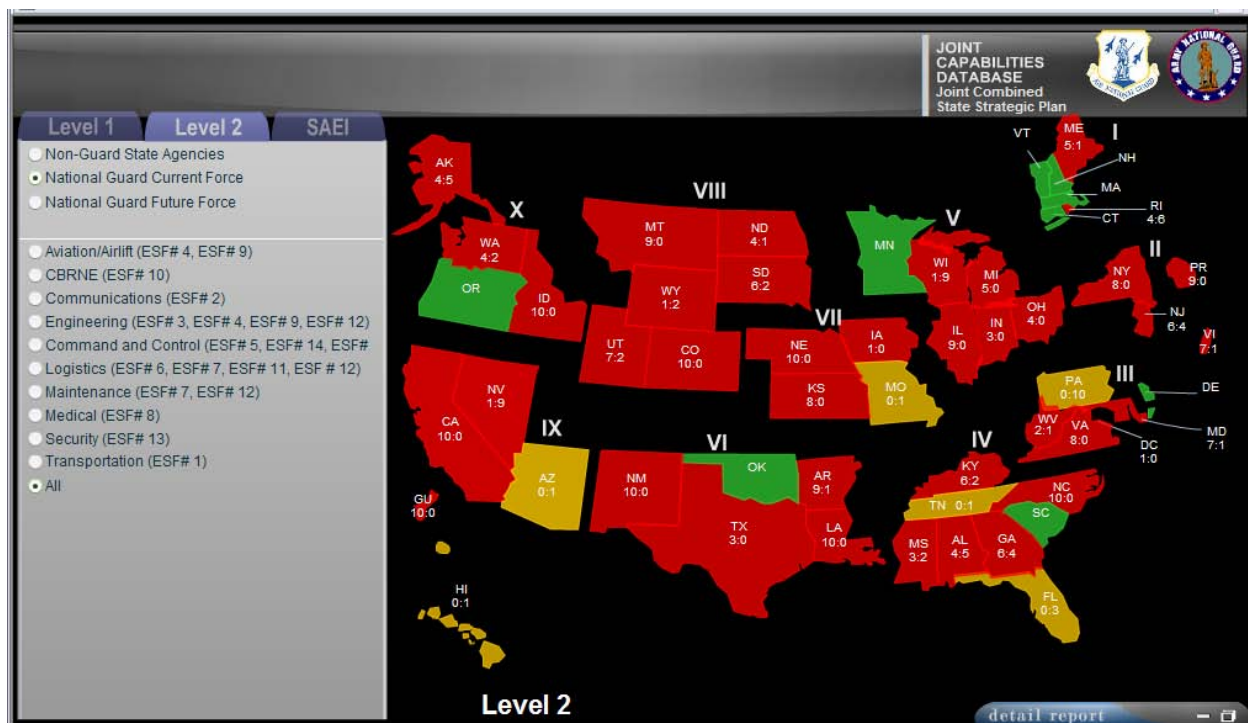 JOINT
CAPABILITIES
DATABASE
Joint Combined
State Strategic Plan
AIR NATIONAL GUARD
ARMY NATIONAL GUARD
Level 1
Level 2
SAEI
Non-Guard State Agencies
National Guard Current Force
National Guard Future Force
Aviation/Airlift (ESF# 4, ESF# 9)
CBRNE (ESF# 10)
Communications (ESF# 2)
Engineering (ESF# 3, ESF# 4, ESF# 9, ESF# 12)
Command and Control (ESF# 5, ESF# 14, ESF#
Logistics (ESF# 6, ESF# 7, ESF# 11, ESF # 12)
Maintenance (ESF# 7, ESF# 12)
Medical (ESF# 8)
Security (ESF# 13)
Transportation (ESF# 1)
All
AK
4:5
X
WA
4:2
OR
ID
10:0
VIII
MT
9:0
ND
4:1
SD
6:2
WY
1:2
UT
7:2
CO
10:0
V
MN
WI
1:9
MI
5:0
IL
9:0
IN
3:0
OH
4:0
I
VT
ME
5:1
NH
MA
RI
4:6
CT
II
NY
8:0
PR
9:0
NJ
6:4
VI
7:1
VII
NE
10:0
IA
1:0
KS
8:0
MO
0:1
III
PA
0:10
DE
WV
2:1
VA
8:0
MD
7:1
DC
1:0
IX
CA
10:0
NV
1:9
AZ
0:1
GU
10:0
HI
0:1
VI
NM
10:0
OK
AR
9:1
TX
3:0
LA
10:0
IV
KY
6:2
TN 0:1
NC
10:0
SC
MS
3:2
AL
4:5
GA
6:4
FL
0:3
Level 2
detail report